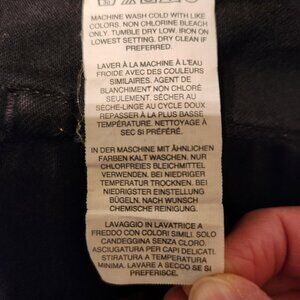 MACHINE WASH COLD WITH LIKE
COLORS. NON CHLORINE BLEACH
ONLY. TUMBLE DRY LOW. IRON ON
LOWEST SETTING. DRY CLEAN IF
PREFERRED.
LAVER À LA MACHINE À L'EAU
FROIDE AVEC DES COULEURS
SIMILAIRES. AGENT DE
BLANCHIMENT NON CHLORÉ
SEULEMENT. SÉCHER AU
SÈCHE-LINGE AU CYCLE DOUX
REPASSER À LA PLUS BASSE
TEMPÉRATURE. NETTOYAGE À
SEC SI PRÉFÉRÉ.
IN DER MASCHINE MIT ÄHNLICHEN
FARBEN KALT WASCHEN. NUR
CHLORFREIES BLEICHMITTEL
VERWENDEN. BEI NIEDRIGER
TEMPERATUR TROCKNEN. BEI
NIEDRIGSTER EINSTELLUNG
BÜGELN. NACH WUNSCH
CHEMISCHE REINIGUNG.
LAVAGGIO IN LAVATRICE A
FREDDO CON COLORI SIMILI. SOLO
CANDEGGINA SENZA CLORO.
ASCIUGATURA PER CAPI DELICATI.
STIRATURA A TEMPERATURA
MINIMA. LAVARE A SECCO SE SI
PREFERISCE.